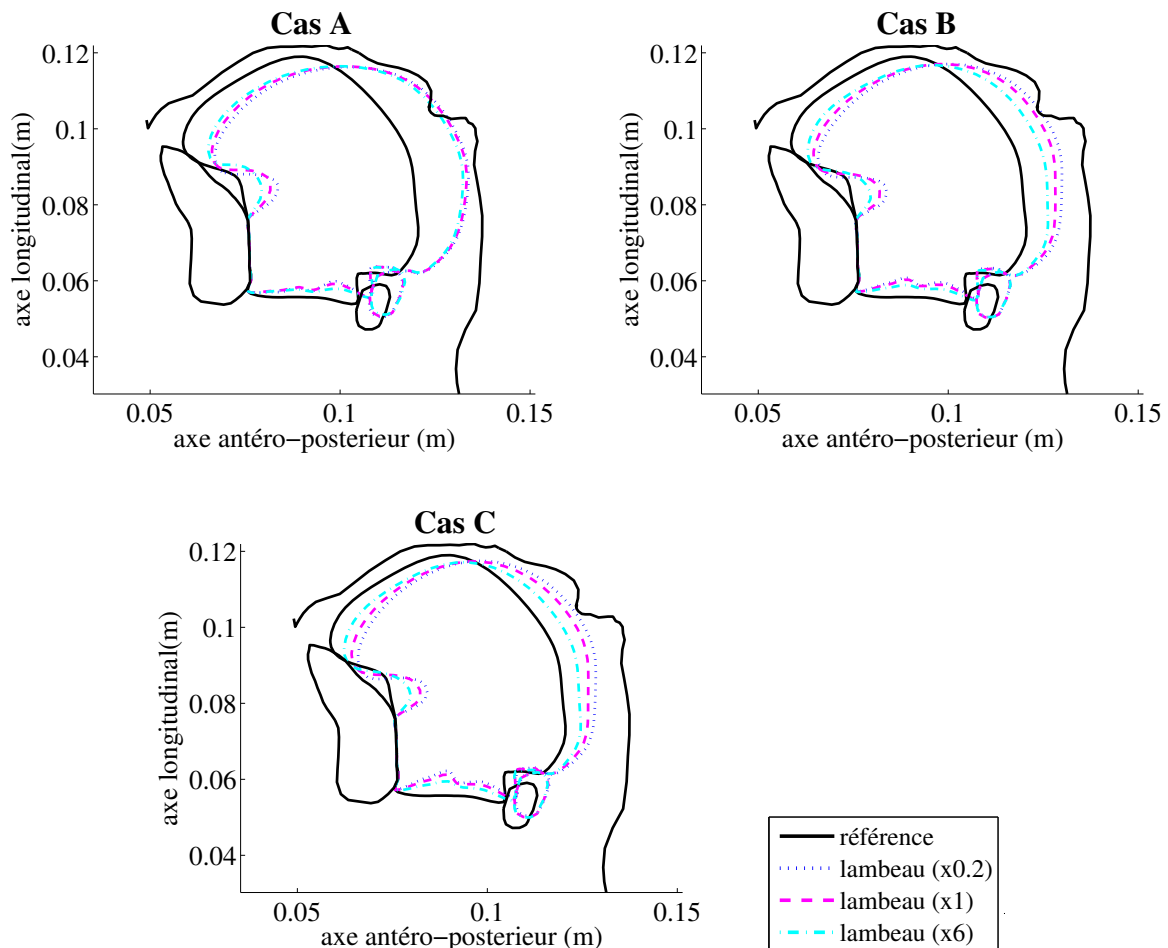 Cas A
0.12
0.1
0.08
0.06
0.04
axe longitudinal(m)
0.05 0.1 0.15
axe antéro−posterieur (m)
Cas B
0.12
0.1
0.08
0.06
0.04
axe longitudinal(m)
0.05 0.1 0.15
axe antéro−posterieur (m)
Cas C
0.12
0.1
0.08
0.06
0.04
axe longitudinal(m)
0.05 0.1 0.15
axe antéro−posterieur (m)
référence
lambeau (x0.2)
lambeau (x1)
lambeau (x6)